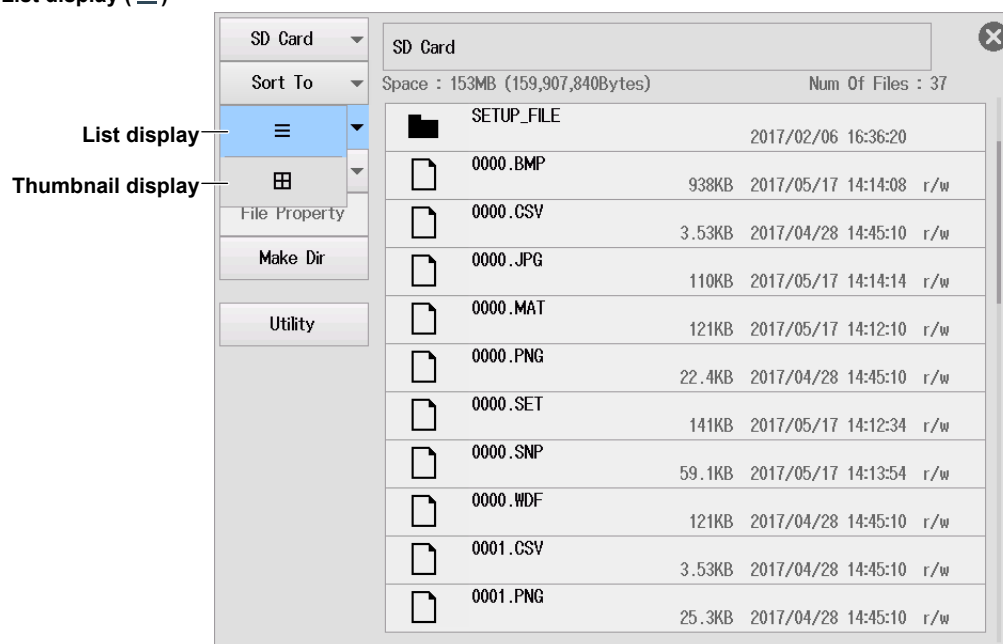 List display ( ☰ )
SD Card
Sort To
List display
Thumbnail display
File Property
Make Dir
Utility
SD Card
Space : 153MB (159,907,840Bytes) Num Of Files : 37
SETUP_FILE
2017/02/06 16:36:20
0000.BMP
938KB 2017/05/17 14:14:08 r/w
0000.CSV
3.53KB 2017/04/28 14:45:10 r/w
0000.JPG
110KB 2017/05/17 14:14:14 r/w
0000.MAT
121KB 2017/05/17 14:12:10 r/w
0000.PNG
22.4KB 2017/04/28 14:45:10 r/w
0000.SET
141KB 2017/05/17 14:12:34 r/w
0000.SNP
59.1KB 2017/05/17 14:13:54 r/w
0000.WDF
121KB 2017/04/28 14:45:10 r/w
0001.CSV
3.53KB 2017/04/28 14:45:10 r/w
0001.PNG
25.3KB 2017/04/28 14:45:10 r/w